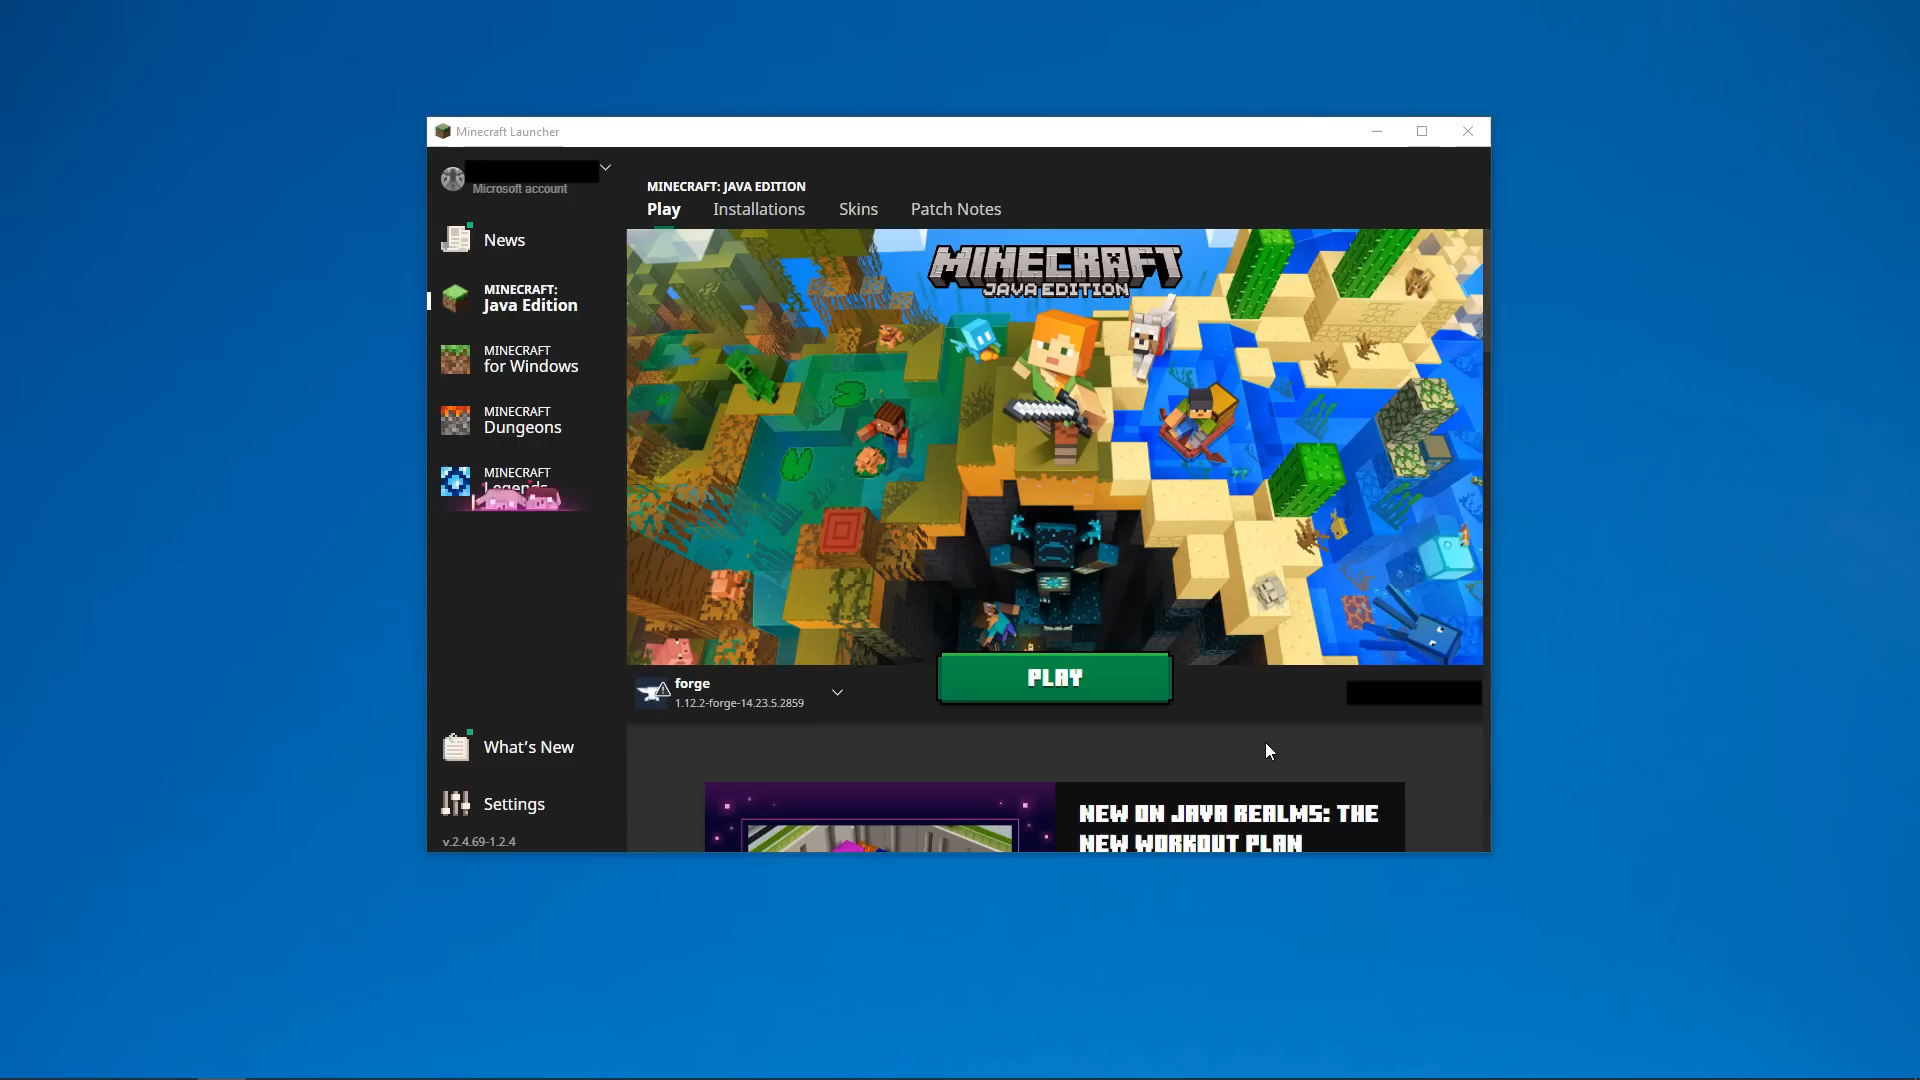 Minecraft Launcher
Microsoft account
News
MINECRAFT:
Java Edition
MINECRAFT
for Windows
MINECRAFT
Dungeons
MINECRAFT
Legends
What's New
Settings
v.2.4.69-1.2.4
MINECRAFT: JAVA EDITION
Play Installations Skins Patch Notes
MINECRAFT
JAVA EDITION
forge
1.12.2-forge-14.23.5.2859
PLAY
NEW ON JAVA REALMS: THE
NEW WORKOUT PLAN